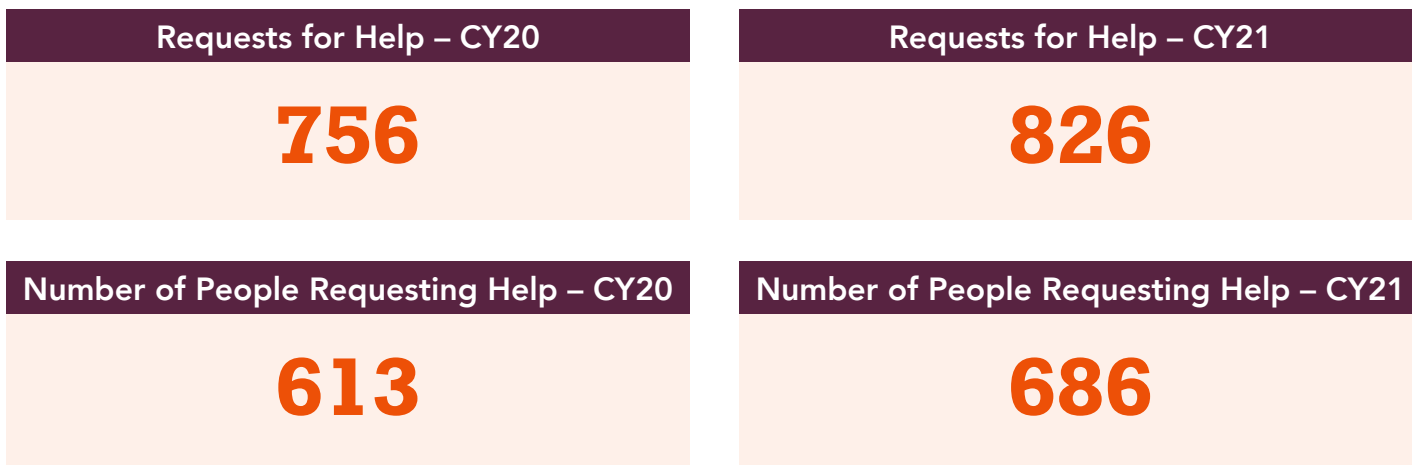 Requests for Help – CY20
756
Requests for Help – CY21
826
Number of People Requesting Help – CY20
613
Number of People Requesting Help – CY21
686